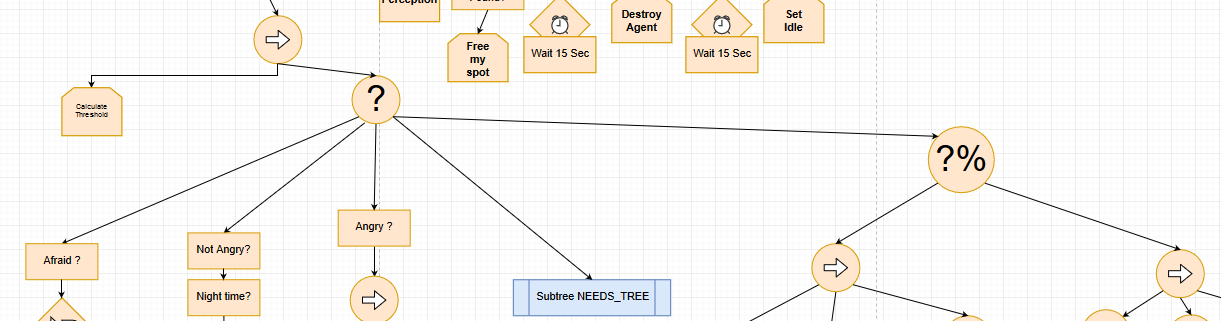 Perception
Found?
Free
my
spot
Wait 15 Sec
Destroy
Agent
Wait 15 Sec
Set
Idle
Calculate
Threshold
?
?%
Afraid ?
Not Angry?
Night time?
Angry ?
Subtree NEEDS_TREE